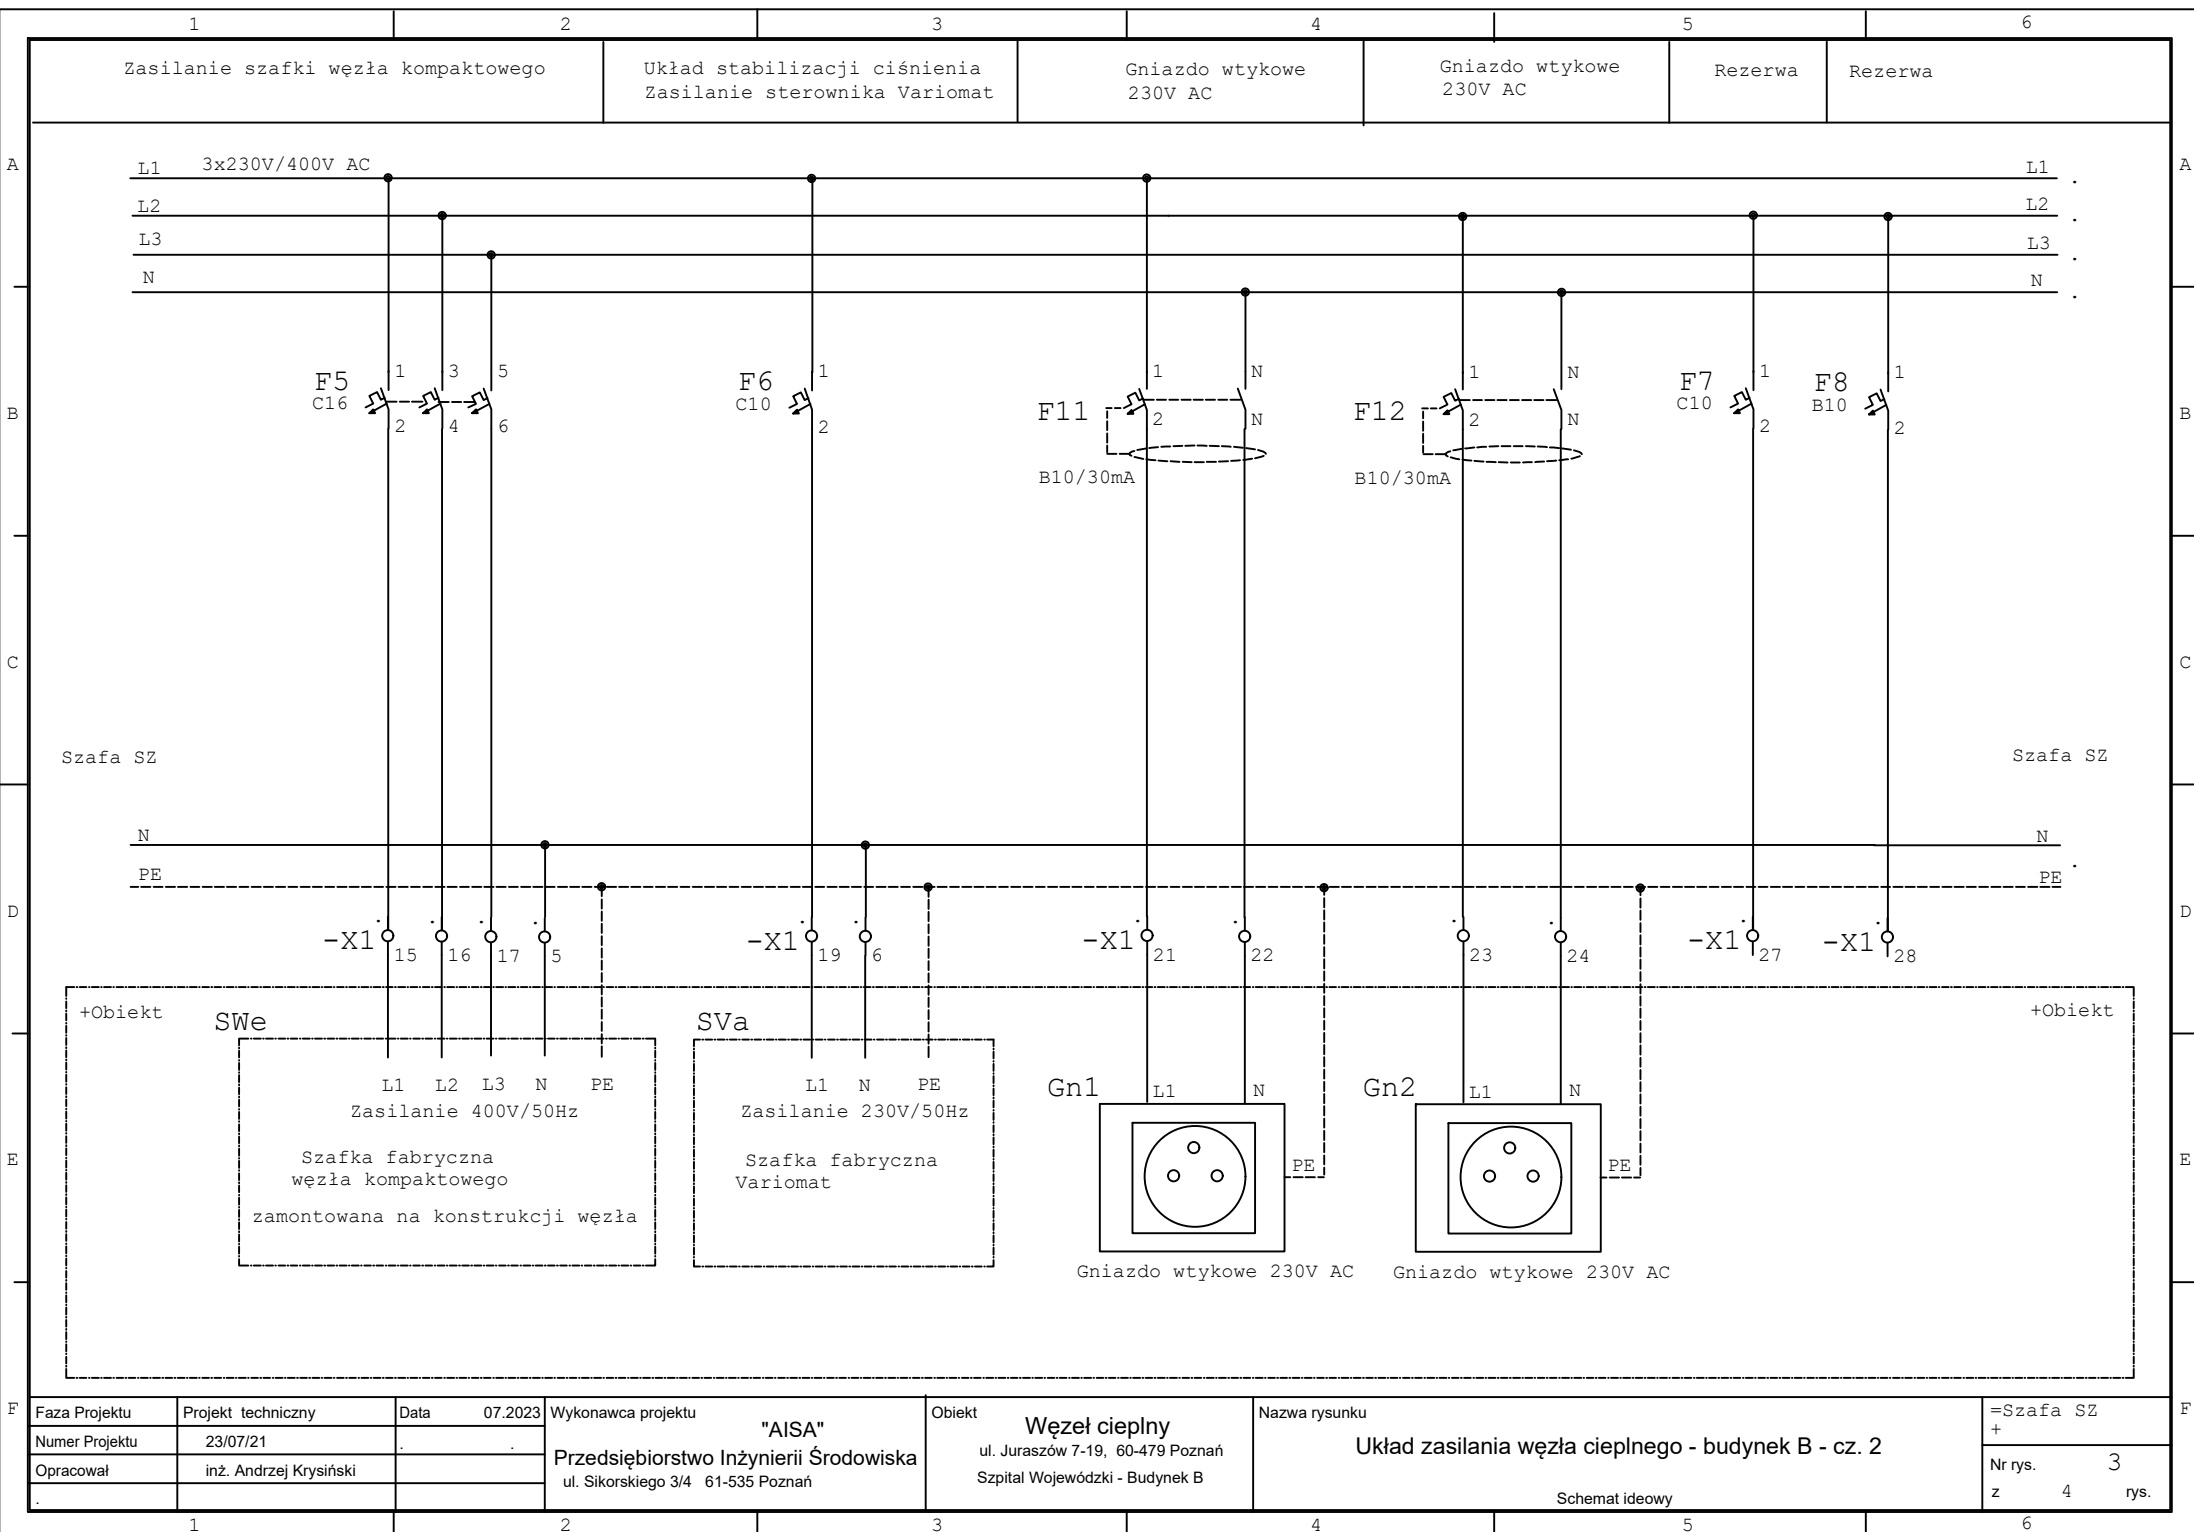 1 2 3 4 5 6
Zasilanie szafki węzła kompaktowego
Układ stabilizacji ciśnienia
Zasilanie sterownika Variomat
Gniazdo wtykowe
230V AC
Gniazdo wtykowe
230V AC
Rezerwa
Rezerwa
A A
L1 3x230V/400V AC L1
L2 L2
L3 L3
N N
B B
F5
C16
1 3 5
2 4 6
F6
C10
1
2
F11
1 N
2 N
B10/30mA
F12
1 N
2 N
B10/30mA
F7
C10
1
2
F8
B10
1
2
C C
Szafa SZ Szafa SZ
N N
PE PE
D D
-X1 15 16 17 5
-X1 19 6
-X1 21 22 23 24
-X1 27
-X1 28
+Obiekt +Obiekt
SWe
L1 L2 L3 N PE
Zasilanie 400V/50Hz
Szafka fabryczna
węzła kompaktowego
zamontowana na konstrukcji węzła
SVa
L1 N PE
Zasilanie 230V/50Hz
Szafka fabryczna
Variomat
Gn1
L1 N
PE
Gniazdo wtykowe 230V AC
Gn2
L1 N
PE
Gniazdo wtykowe 230V AC
E E
F F
Faza Projektu Projekt techniczny Data 07.2023
Numer Projektu 23/07/21
Opracował inż. Andrzej Krysiński
Wykonawca projektu
"AISA"
Przedsiębiorstwo Inżynierii Środowiska
ul. Sikorskiego 3/4 61-535 Poznań
Obiekt
Węzeł cieplny
ul. Juraszów 7-19, 60-479 Poznań
Szpital Wojewódzki - Budynek B
Nazwa rysunku
Układ zasilania węzła cieplnego - budynek B - cz. 2
Schemat ideowy
=Szafa SZ
+
Nr rys. 3
z 4 rys.
1 2 3 4 5 6